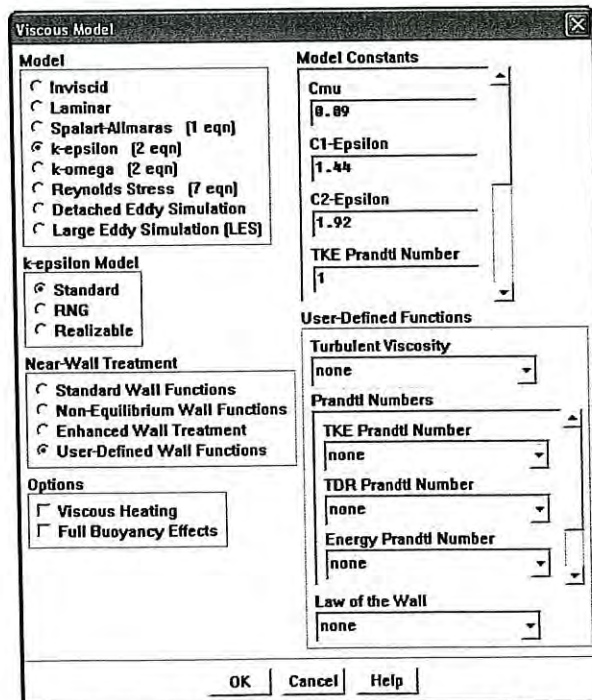 Viscous Model
Model
Inviscid
Laminar
Spalart-Allmaras (1 eqn)
k-epsilon (2 eqn)
k-omega (2 eqn)
Reynolds Stress (7 eqn)
Detached Eddy Simulation
Large Eddy Simulation (LES)
k-epsilon Model
Standard
RNG
Realizable
Near-Wall Treatment
Standard Wall Functions
Non-Equilibrium Wall Functions
Enhanced Wall Treatment
User-Defined Wall Functions
Options
Viscous Heating
Full Buoyancy Effects
Model Constants
Cmu
0.09
C1-Epsilon
1.44
C2-Epsilon
1.92
TKE Prandtl Number
1
User-Defined Functions
Turbulent Viscosity
none
Prandtl Numbers
TKE Prandtl Number
none
TDR Prandtl Number
none
Energy Prandtl Number
none
Law of the Wall
none
OK Cancel Help